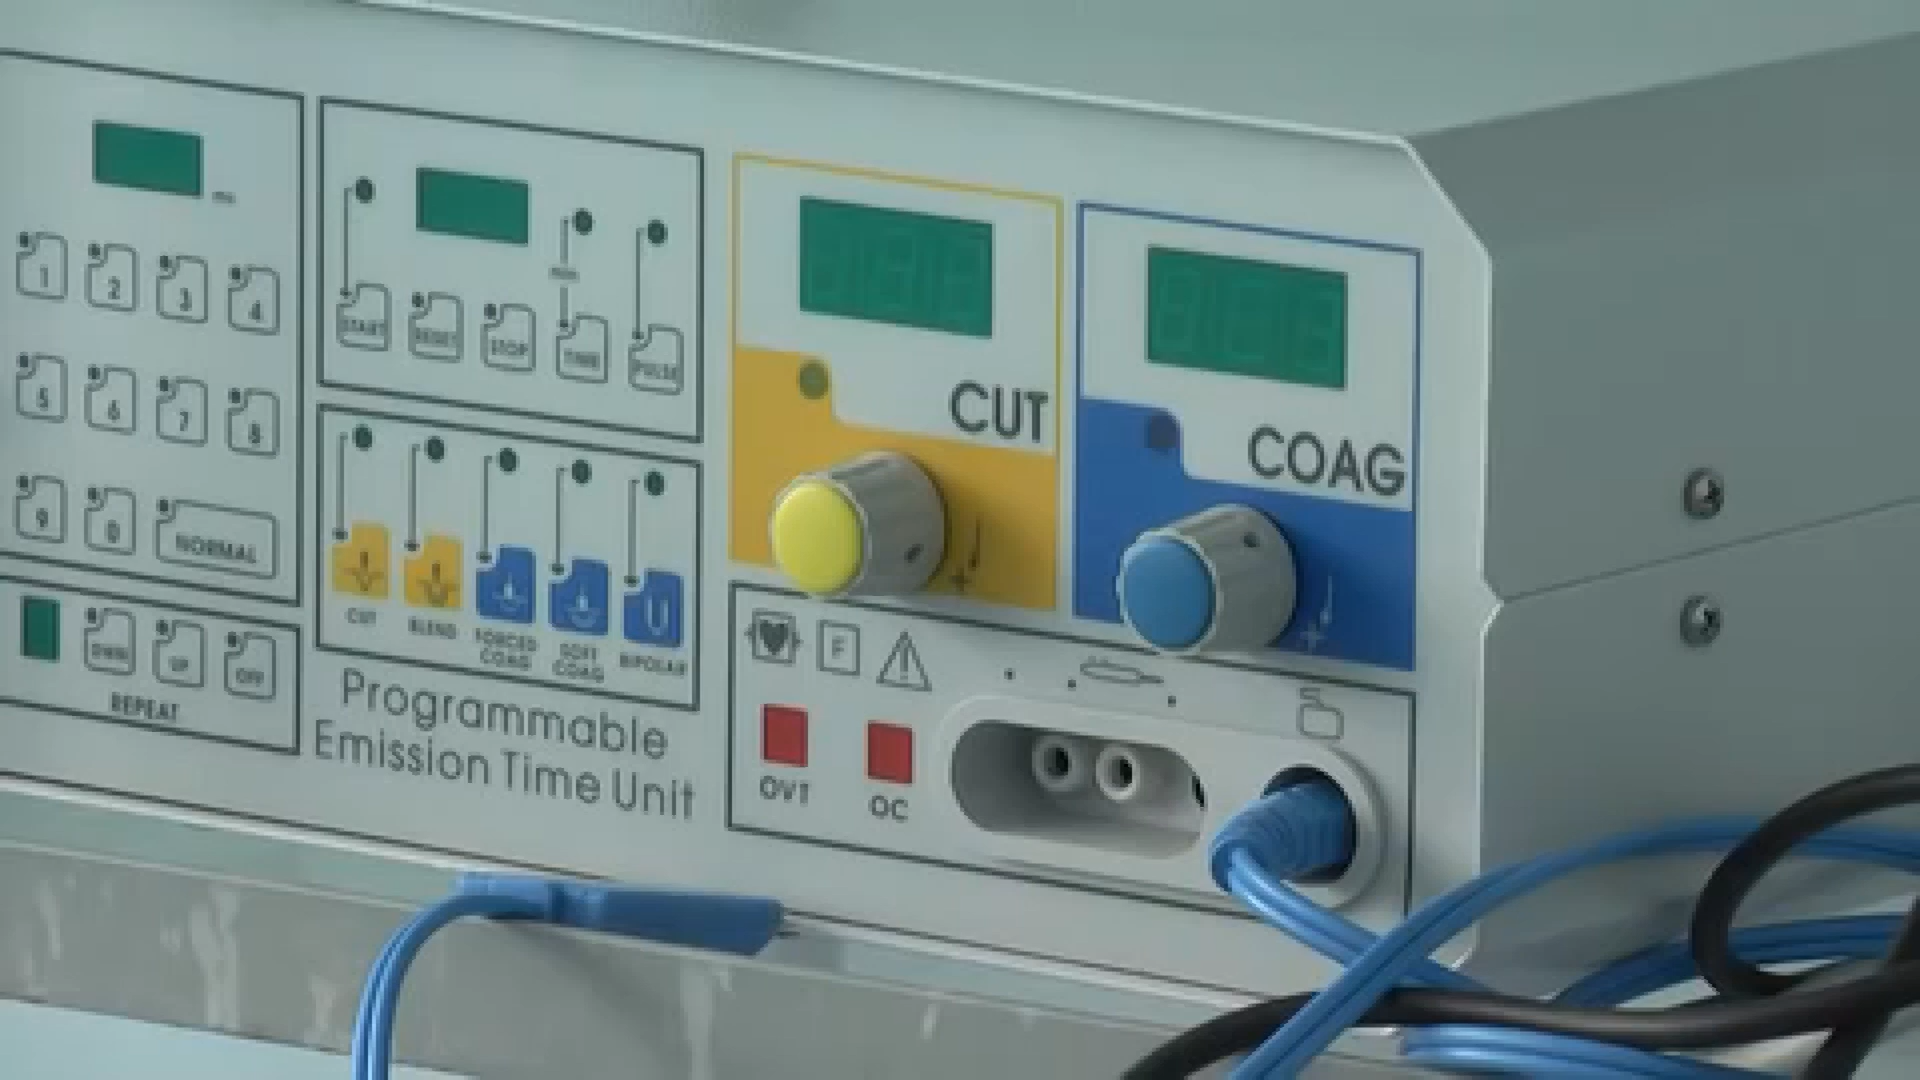 ms
1 2 3 4
5 6 7 8
9 0 NORMAL
DWN UP OFF
REPEAT
START RESET STOP TIME PULSE
CUT BLEND FORCED COAG SOFT COAG BIPOLAR
Programmable
Emission Time Unit
CUT
COAG
F
OVT OC